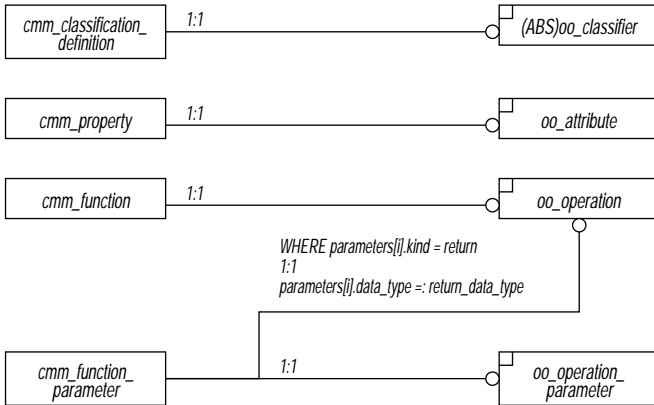 cmm_classification_
definition
1:1
(ABS)oo_classifier
cmm_property
1:1
oo_attribute
cmm_function
1:1
oo_operation
WHERE parameters[i].kind = return
1:1
parameters[i].data_type =: return_data_type
cmm_function_
parameter
1:1
oo_operation_
parameter